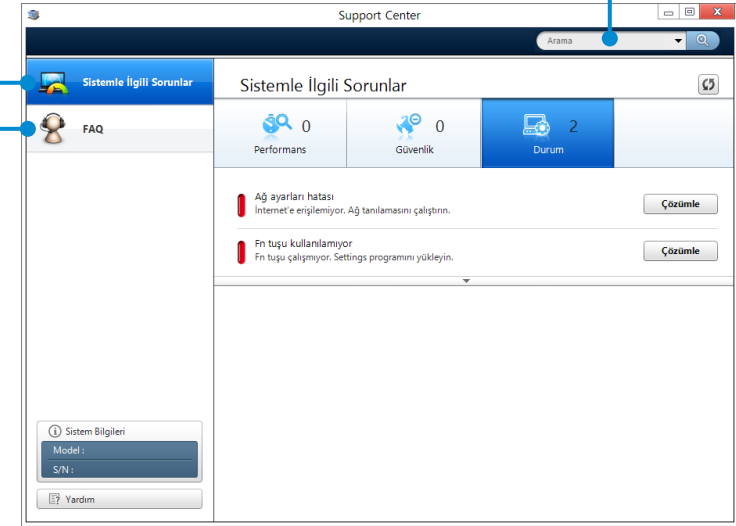 Support Center
Arama
Sistemle İlgili Sorunlar
FAQ
Sistemle İlgili Sorunlar
0
Performans
0
Güvenlik
2
Durum
Ağ ayarları hatası
İnternet'e erişilemiyor. Ağ tanılamasını çalıştırın.
Çözümle
Fn tuşu kullanılamıyor
Fn tuşu çalışmıyor. Settings programını yükleyin.
Çözümle
Sistem Bilgileri
Model :
S/N :
Yardım